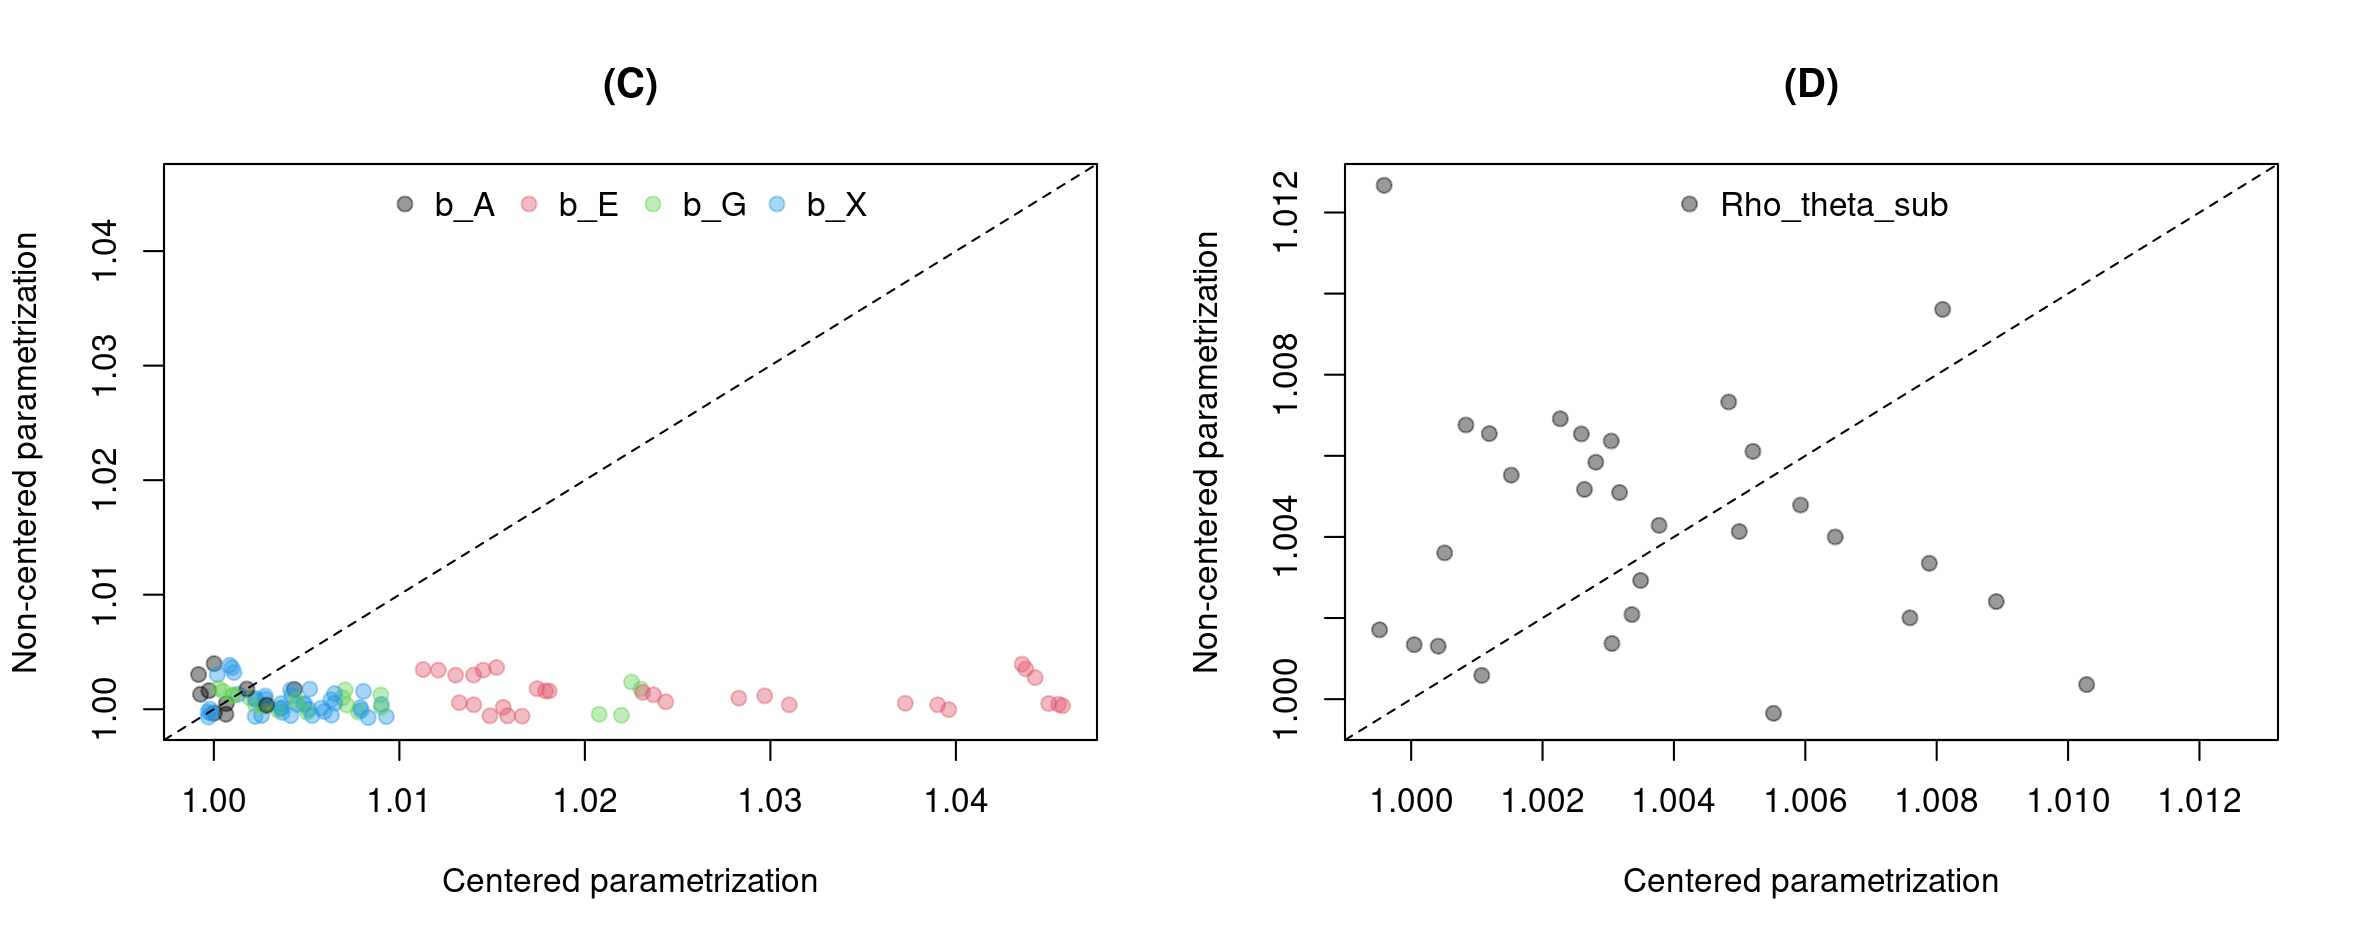 (C)
b_A b_E b_G b_X
Non-centered parametrization
1.04
1.03
1.02
1.01
1.00
1.00 1.01 1.02 1.03 1.04
Centered parametrization
(D)
Rho_theta_sub
Non-centered parametrization
1.012
1.008
1.004
1.000
1.000 1.002 1.004 1.006 1.008 1.010 1.012
Centered parametrization